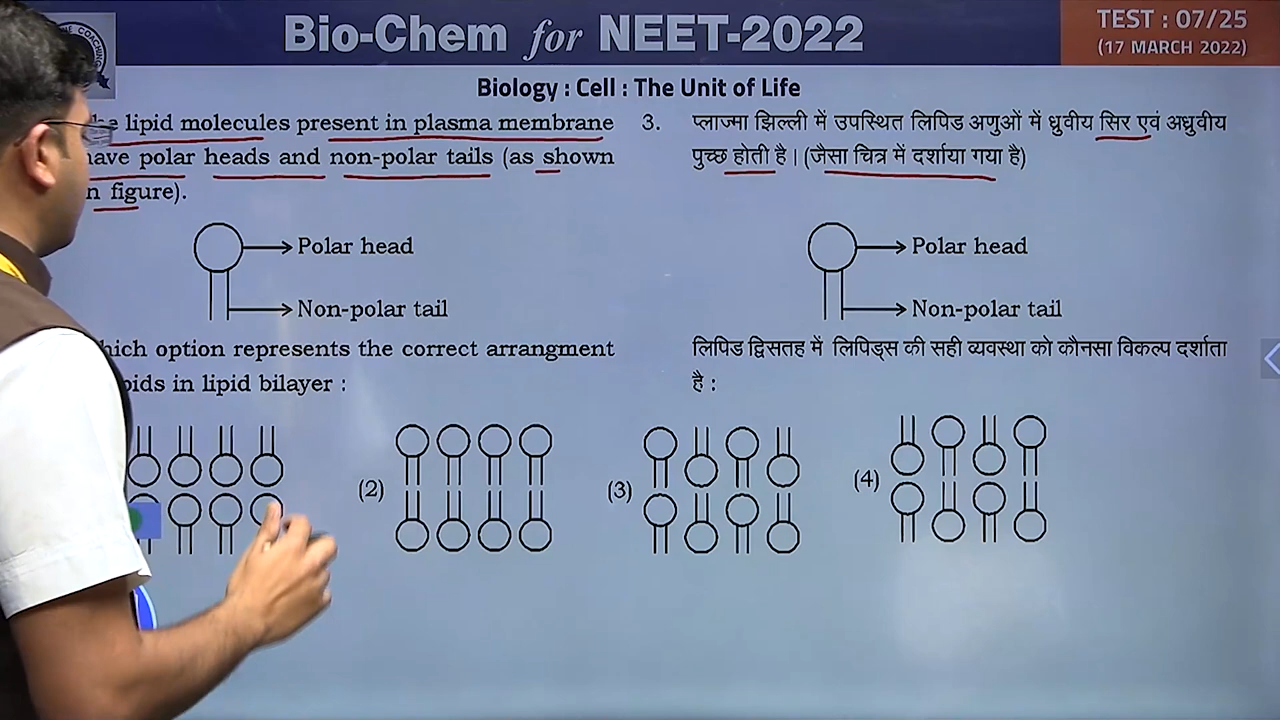 Bio-Chem for NEET-2022
TEST : 07/25
(17 MARCH 2022)
COACHING
Biology : Cell : The Unit of Life
lipid molecules present in plasma membrane
have polar heads and non-polar tails (as shown
figure).
Polar head
Non-polar tail
option represents the correct arrangment
in lipid bilayer :
3. प्लाज्मा झिल्ली में उपस्थित लिपिड अणुओं में ध्रुवीय सिर एवं अध्रुवीय
पुच्छ होती है । (जैसा चित्र में दर्शाया गया है)
Polar head
Non-polar tail
लिपिड द्विसतह में लिपिड्स की सही व्यवस्था को कौनसा विकल्प दर्शाता
है :
(2)
(3)
(4)